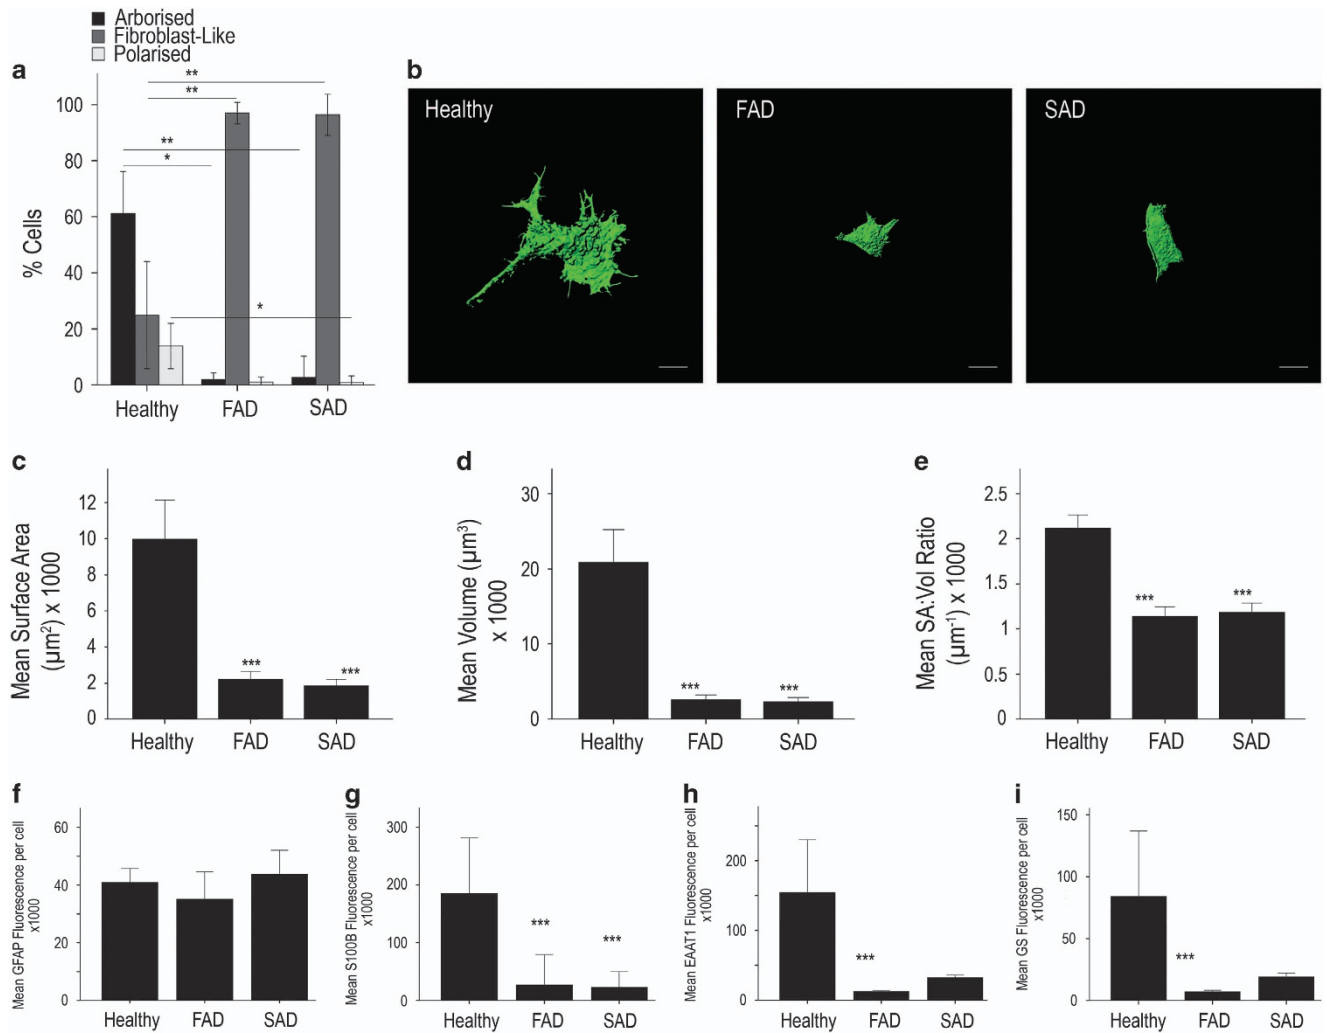 Arborised
Fibroblast-Like
Polarised
a
% Cells
100
80
60
40
20
0
**
**
**
*
*
Healthy
FAD
SAD
b
Healthy
FAD
SAD
c
Mean Surface Area
(µm²) x 1000
12
10
8
6
4
2
0
***
***
Healthy
FAD
SAD
d
Mean Volume (µm³)
x 1000
30
20
10
0
***
***
Healthy
FAD
SAD
e
Mean SA:Vol Ratio
(µm⁻¹) x 1000
2.5
2
1.5
1
0.5
0
***
***
Healthy
FAD
SAD
f
Mean GFAP Fluorescence per cell
x1000
60
40
20
0
Healthy
FAD
SAD
g
Mean S100B Fluorescence per cell
x1000
300
200
100
0
***
***
Healthy
FAD
SAD
h
Mean EAAT1 Fluorescence per cell
x1000
200
100
0
***
Healthy
FAD
SAD
i
Mean GS Fluorescence per cell
x1000
150
100
50
0
***
Healthy
FAD
SAD